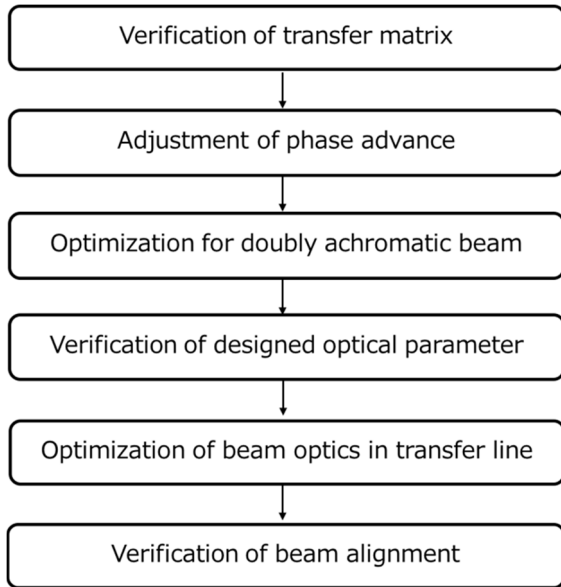 Verification of transfer matrix
Adjustment of phase advance
Optimization for doubly achromatic beam
Verification of designed optical parameter
Optimization of beam optics in transfer line
Verification of beam alignment